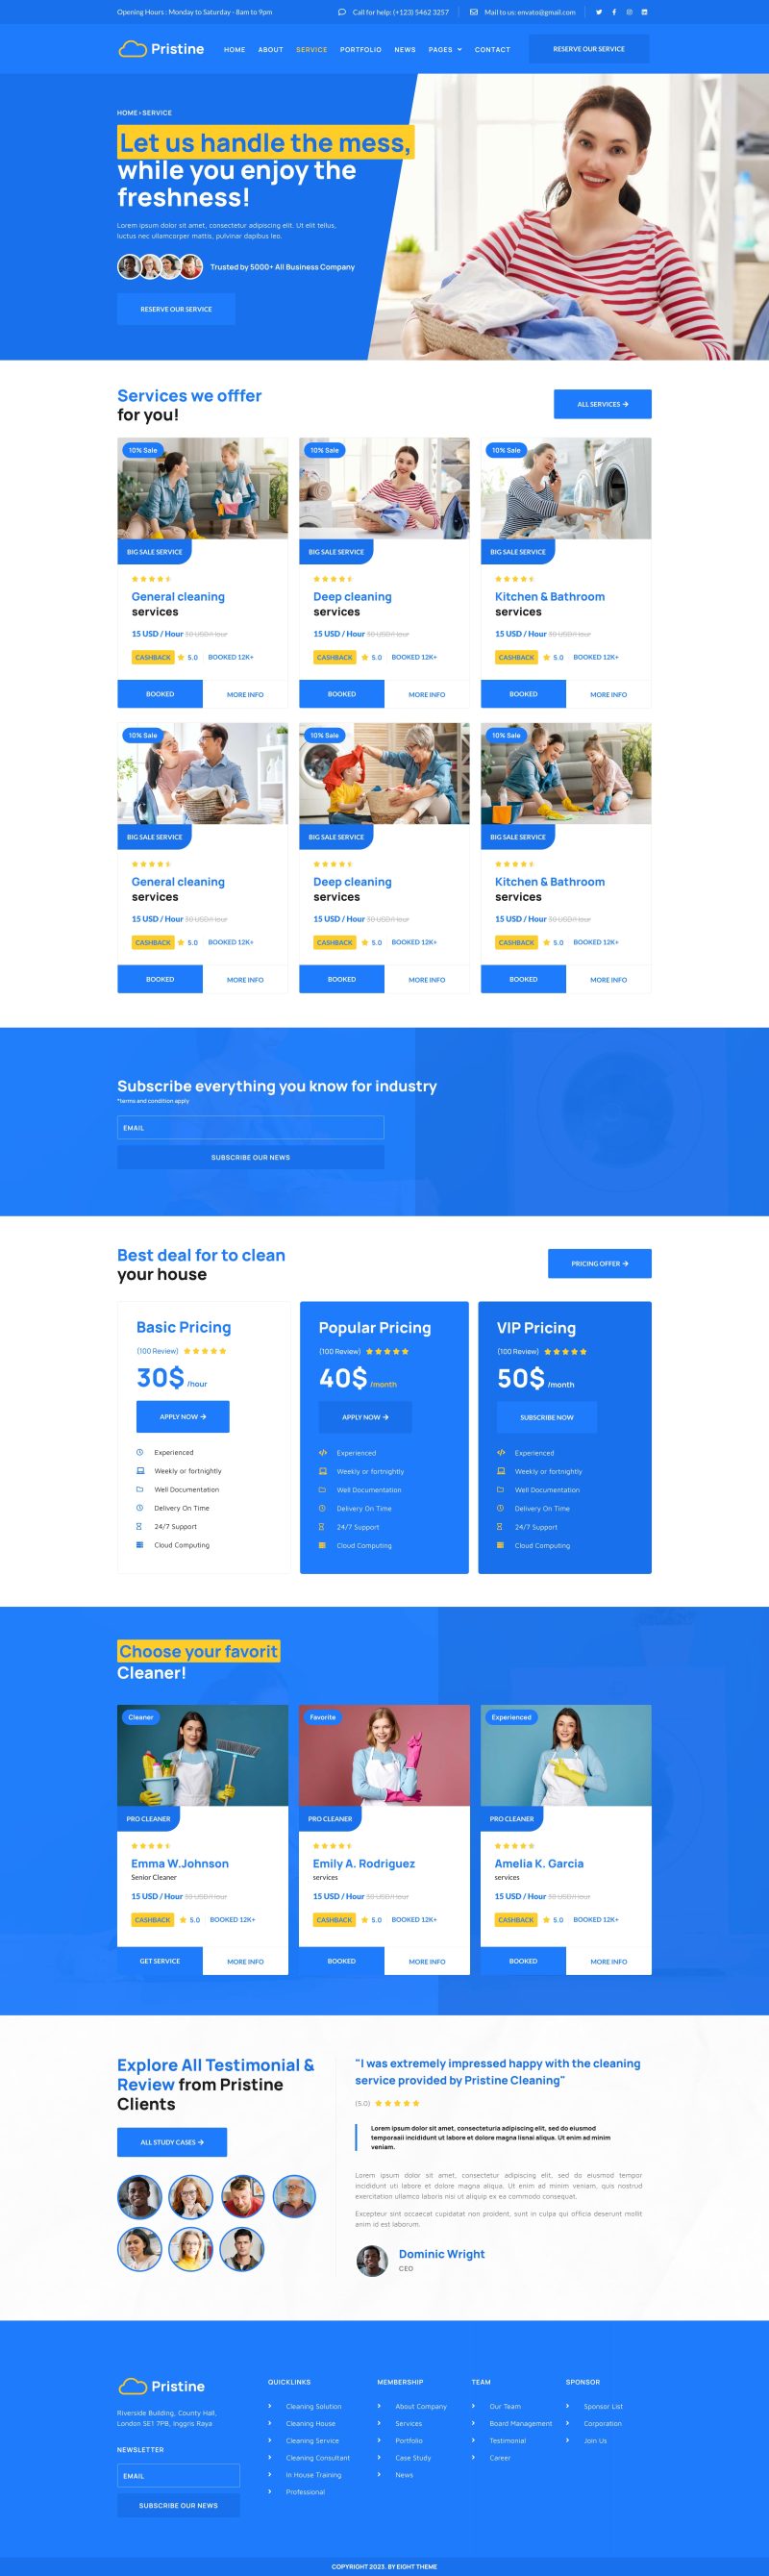 Opening Hours : Monday to Saturday - 8am to 9pm
Call for help: (+123) 5462 3257
Mail to us: envato@gmail.com
Pristine
HOME ABOUT SERVICE PORTFOLIO NEWS PAGES CONTACT
RESERVE OUR SERVICE
HOME>SERVICE
Let us handle the mess,
while you enjoy the
freshness!
Lorem ipsum dolor sit amet, consectetur adipiscing elit. Ut elit tellus,
luctus nec ullamcorper mattis, pulvinar dapibus leo.
Trusted by 5000+ All Business Company
RESERVE OUR SERVICE
Services we offfer
for you!
ALL SERVICES →
10% Sale
BIG SALE SERVICE
General cleaning
services
15 USD / Hour 30 USD/Hour
CASHBACK 5.0 BOOKED 12K+
BOOKED MORE INFO
10% Sale
BIG SALE SERVICE
Deep cleaning
services
15 USD / Hour 30 USD/Hour
CASHBACK 5.0 BOOKED 12K+
BOOKED MORE INFO
10% Sale
BIG SALE SERVICE
Kitchen & Bathroom
services
15 USD / Hour 30 USD/Hour
CASHBACK 5.0 BOOKED 12K+
BOOKED MORE INFO
10% Sale
BIG SALE SERVICE
General cleaning
services
15 USD / Hour 30 USD/Hour
CASHBACK 5.0 BOOKED 12K+
BOOKED MORE INFO
10% Sale
BIG SALE SERVICE
Deep cleaning
services
15 USD / Hour 30 USD/Hour
CASHBACK 5.0 BOOKED 12K+
BOOKED MORE INFO
10% Sale
BIG SALE SERVICE
Kitchen & Bathroom
services
15 USD / Hour 30 USD/Hour
CASHBACK 5.0 BOOKED 12K+
BOOKED MORE INFO
Subscribe everything you know for industry
*terms and condition apply
EMAIL
SUBSCRIBE OUR NEWS
Best deal for to clean
your house
PRICING OFFER →
Basic Pricing
(100 Review)
30$ /hour
APPLY NOW →
Experienced
Weekly or fortnightly
Well Documentation
Delivery On Time
24/7 Support
Cloud Computing
Popular Pricing
(100 Review)
40$ /month
APPLY NOW →
Experienced
Weekly or fortnightly
Well Documentation
Delivery On Time
24/7 Support
Cloud Computing
VIP Pricing
(100 Review)
50$ /month
SUBSCRIBE NOW
Experienced
Weekly or fortnightly
Well Documentation
Delivery On Time
24/7 Support
Cloud Computing
Choose your favorit
Cleaner!
Cleaner
PRO CLEANER
Emma W.Johnson
Senior Cleaner
15 USD / Hour 30 USD/Hour
CASHBACK 5.0 BOOKED 12K+
GET SERVICE MORE INFO
Favorite
PRO CLEANER
Emily A. Rodriguez
services
15 USD / Hour 30 USD/Hour
CASHBACK 5.0 BOOKED 12K+
BOOKED MORE INFO
Experienced
PRO CLEANER
Amelia K. Garcia
services
15 USD / Hour 30 USD/Hour
CASHBACK 5.0 BOOKED 12K+
BOOKED MORE INFO
Explore All Testimonial &
Review from Pristine
Clients
ALL STUDY CASES →
"I was extremely impressed happy with the cleaning
service provided by Pristine Cleaning"
(5.0)
Lorem ipsum dolor sit amet, consecteturia adipiscing elit, sed do eiusmod
temporaaii incididunt ut labore et dolore magna lisnal aliqua. Ut enim ad minim
veniam.
Lorem ipsum dolor sit amet, consectetur adipiscing elit, sed do eiusmod tempor
incididunt uti labore et dolore magna aliqua. Ut enim ad minim veniam, quis nostrud
exercitation ullamco laboris nisi ut aliquip ex ea commodo consequat.
Excepteur sint occaecat cupidatat non proident, sunt in culpa qui officia deserunt mollit
anim id est laborum.
Dominic Wright
CEO
Pristine
Riverside Building, County Hall,
London SE1 7PB, Inggris Raya
NEWSLETTER
EMAIL
SUBSCRIBE OUR NEWS
QUICKLINKS
Cleaning Solution
Cleaning House
Cleaning Service
Cleaning Consultant
In House Training
Professional
MEMBERSHIP
About Company
Services
Portfolio
Case Study
News
TEAM
Our Team
Board Management
Testimonial
Career
SPONSOR
Sponsor List
Corporation
Join Us
COPYRIGHT 2023. BY EIGHT THEME